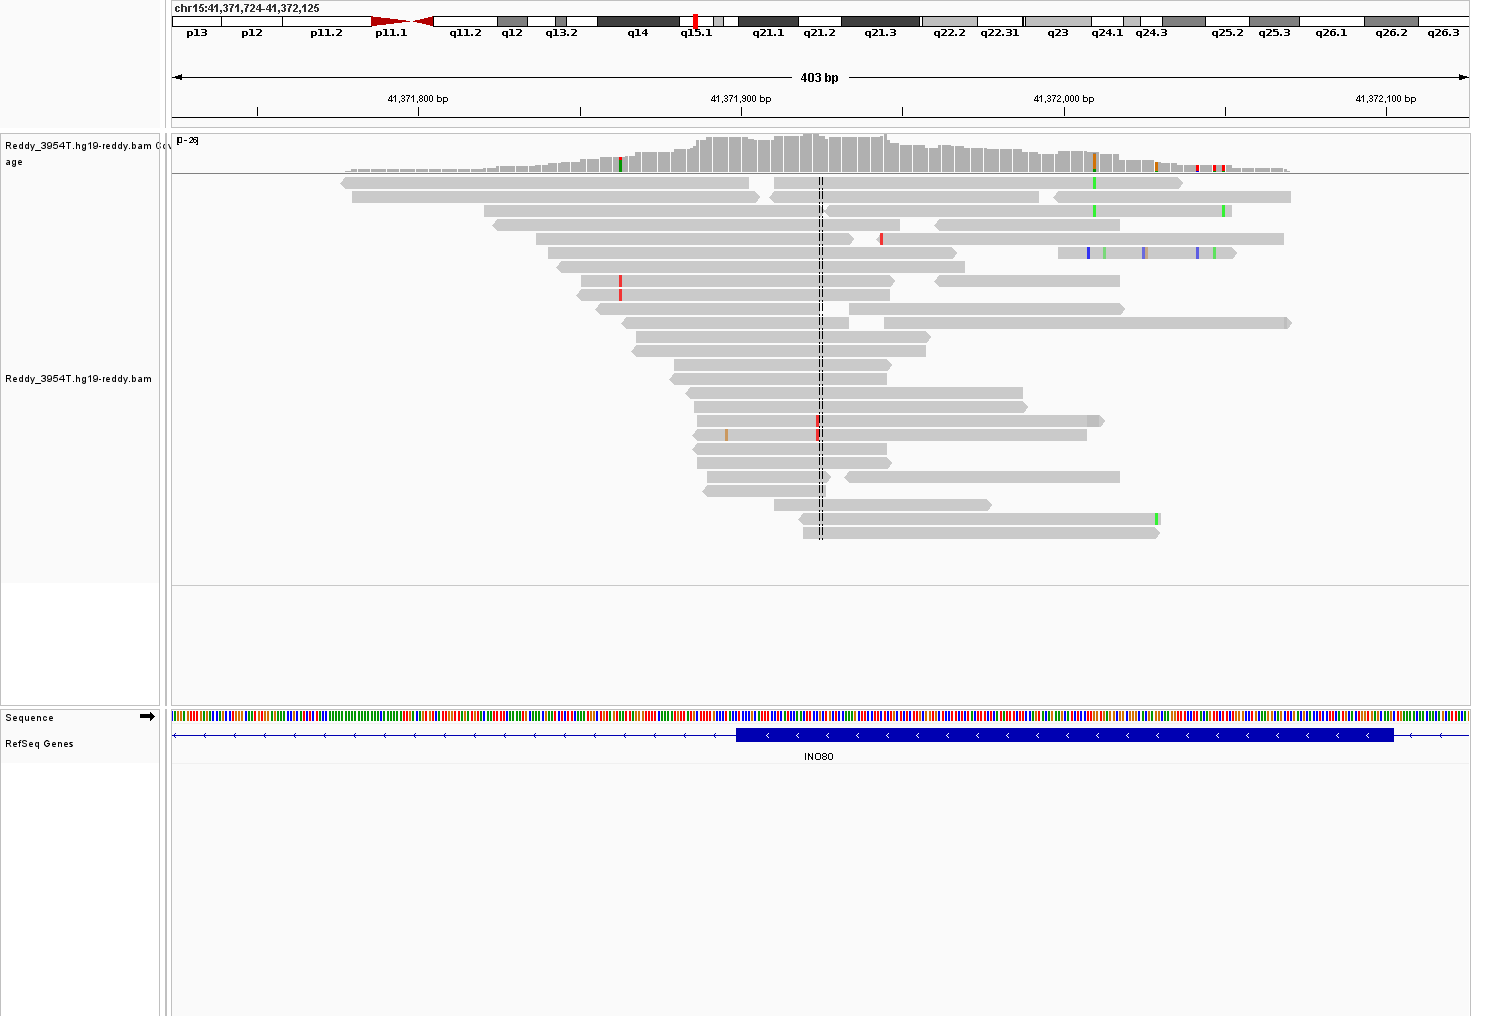 chr15:41,371,724-41,372,125
p13 p12 p11.2 p11.1 q11.2 q12 q13.2 q14 q15.1 q21.1 q21.2 q21.3 q22.2 q22.31 q23 q24.1 q24.3 q25.2 q25.3 q26.1 q26.2 q26.3
403 bp
41,371,800 bp 41,371,900 bp 41,372,000 bp 41,372,100 bp
Reddy_3954T.hg19-reddy.bam Cov
age
[0-26]
Reddy_3954T.hg19-reddy.bam
Sequence
RefSeq Genes
INO80